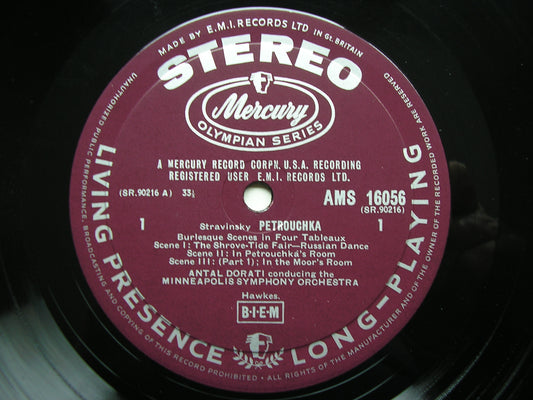 MADE BY E.M.I. RECORDS LTD IN Gt. BRITAIN
STEREO
Mercury
OLYMPIAN SERIES
A MERCURY RECORD CORPN. U.S.A. RECORDING
REGISTERED USER E.M.I. RECORDS LTD.
(SR.90216 A) 33⅓ AMS 16056
(SR.90216)
1 Stravinsky PETROUCHKA 1
Burlesque Scenes in Four Tableaux
Scene I: The Shrove-Tide Fair—Russian Dance
Scene II: In Petrouchka's Room
Scene III: (Part 1): In the Moor's Room
ANTAL DORATI conducting the
MINNEAPOLIS SYMPHONY ORCHESTRA
Hawkes.
B·I·E·M
LIVING PRESENCE LONG-PLAYING
UNAUTHORIZED PUBLIC PERFORMANCE, BROADCASTING AND COPYING OF THIS RECORD PROHIBITED · ALL RIGHTS OF THE MANUFACTURER AND OF THE OWNER OF THE RECORDED WORK ARE RESERVED